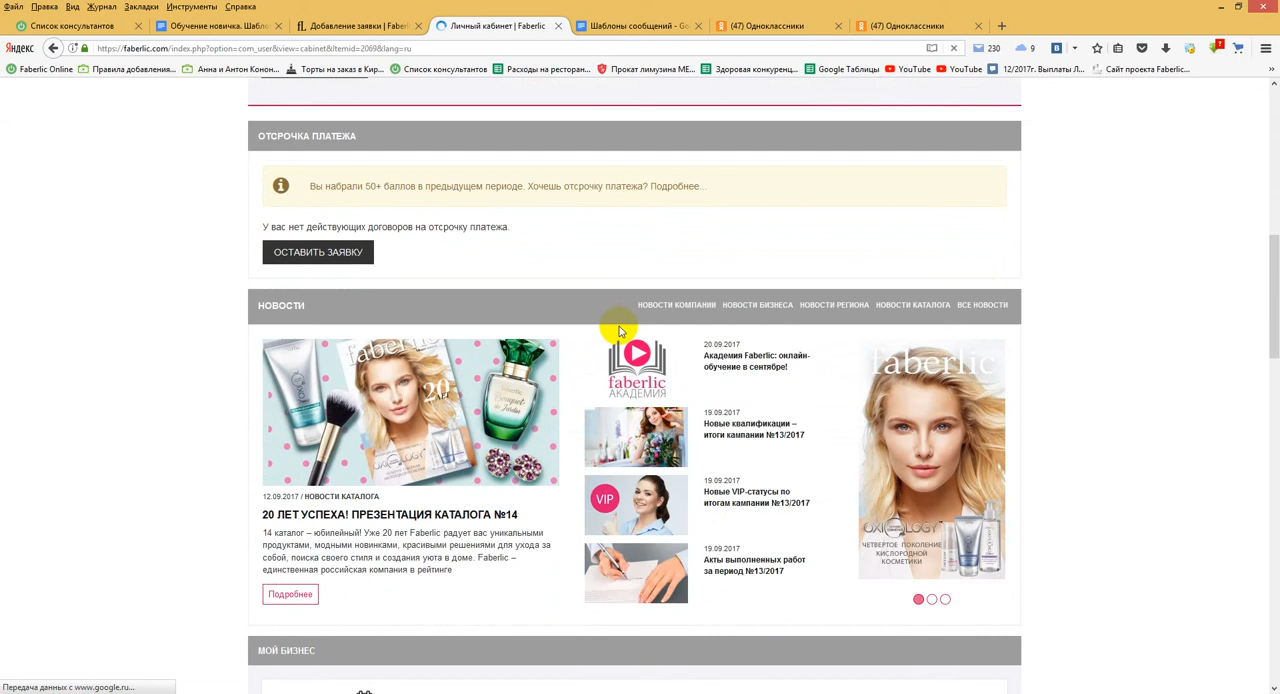 Файл Правка Вид Журнал Закладки Инструменты Справка
Список консультантов
Обучение новичка. Шабло
Добавление заявки | Faberli
Личный кабинет | Faberlic
Шаблоны сообщений - Go
(47) Одноклассники
(47) Одноклассники
Яндекс
https://faberlic.com/index.php?option=com_user&view=cabinet&Itemid=2069&lang=ru
230
9
7
Faberlic Online
Правила добавления...
Анна и Антон Конон...
Торты на заказ в Кир...
Список консультантов
Расходы на ресторан...
Прокат лимузина МЕ...
Здоровая конкуренц...
Google Таблицы
YouTube
YouTube
12/2017г. Выплаты Л...
Сайт проекта Faberlic...
ОТСРОЧКА ПЛАТЕЖА
Вы набрали 50+ баллов в предыдущем периоде. Хочешь отсрочку платежа? Подробнее...
У вас нет действующих договоров на отсрочку платежа.
ОСТАВИТЬ ЗАЯВКУ
НОВОСТИ
НОВОСТИ КОМПАНИИ НОВОСТИ БИЗНЕСА НОВОСТИ РЕГИОНА НОВОСТИ КАТАЛОГА ВСЕ НОВОСТИ
faberlic
20
OXIOLOGY
12.09.2017 / НОВОСТИ КАТАЛОГА
20 ЛЕТ УСПЕХА! ПРЕЗЕНТАЦИЯ КАТАЛОГА №14
14 каталог – юбилейный! Уже 20 лет Faberlic радует вас уникальными
продуктами, модными новинками, красивыми решениями для ухода за
собой, поиска своего стиля и создания уюта в доме. Faberlic –
единственная российская компания в рейтинге
Подробнее
faberlic
АКАДЕМИЯ
20.09.2017
Академия Faberlic: онлайн-
обучение в сентябре!
19.09.2017
Новые квалификации –
итоги кампании №13/2017
VIP
19.09.2017
Новые VIP-статусы по
итогам кампании №13/2017
19.09.2017
Акты выполненных работ
за период №13/2017
faberlic
OXIOLOGY
ЧЕТВЕРТОЕ ПОКОЛЕНИЕ
КИСЛОРОДНОЙ
КОСМЕТИКИ
МОЙ БИЗНЕС
Передача данных с www.google.ru...